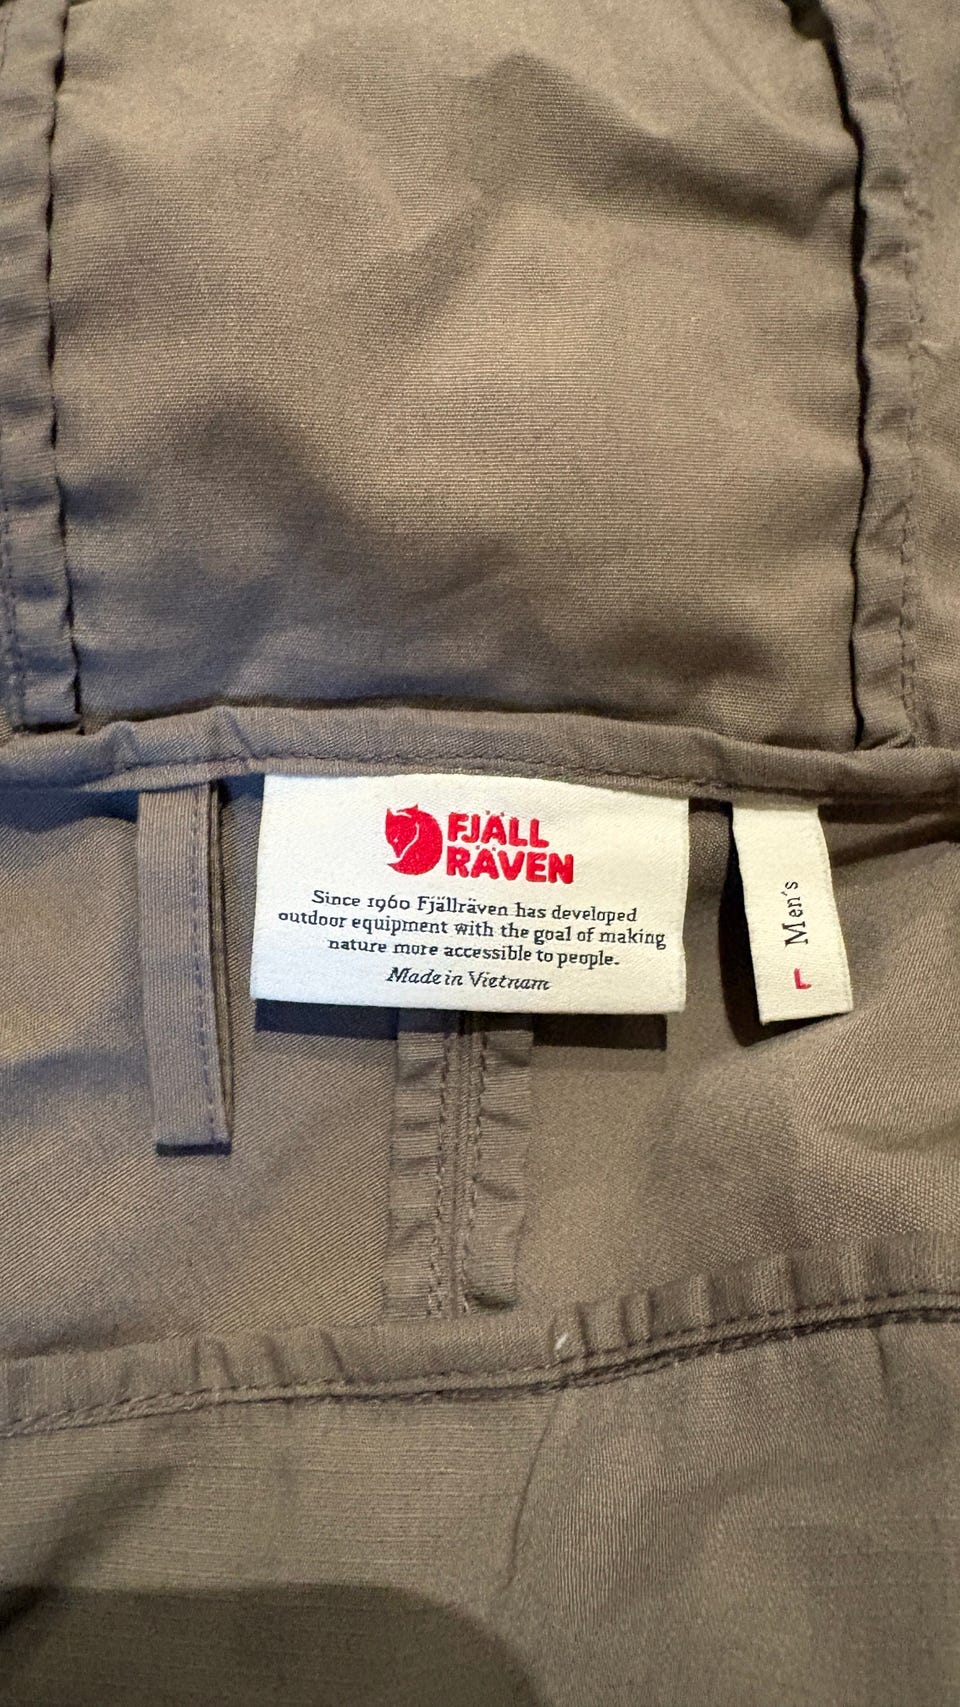 FJÄLL
RÄVEN
Since 1960 Fjällräven has developed
outdoor equipment with the goal of making
nature more accessible to people.
Made in Vietnam
L Men's